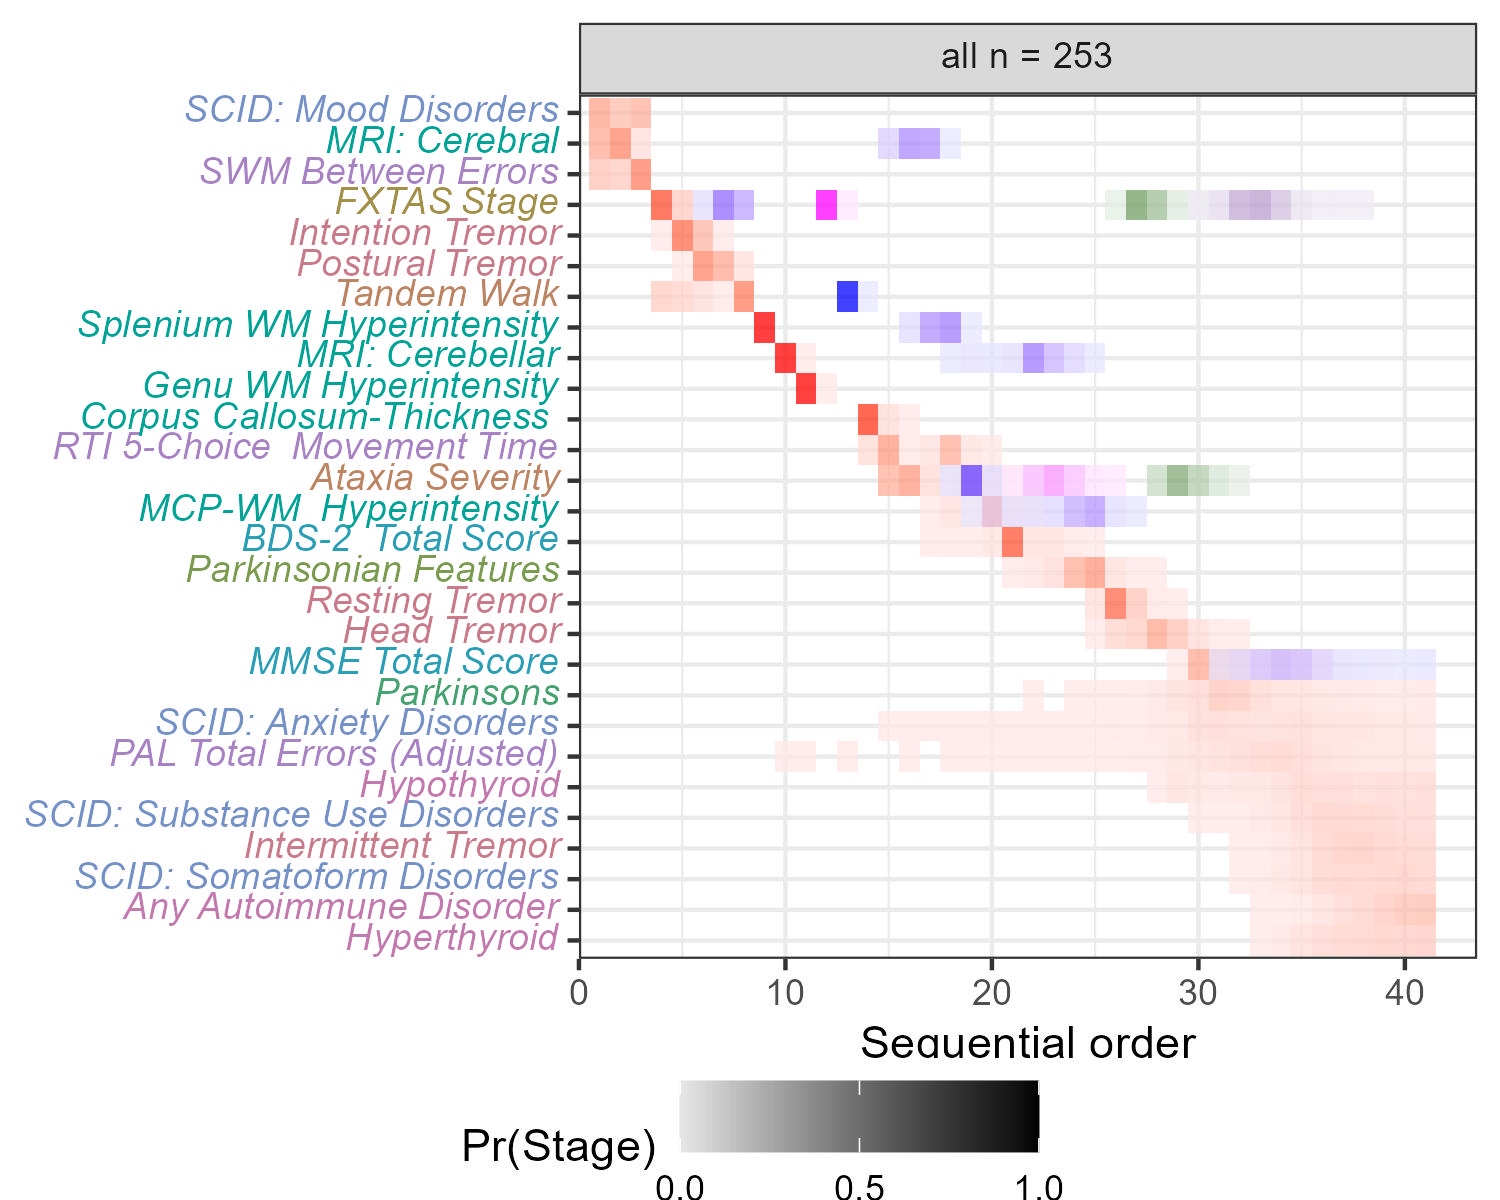 all n = 253
SCID: Mood Disorders
MRI: Cerebral
SWM Between Errors
FXTAS Stage
Intention Tremor
Postural Tremor
Tandem Walk
Splenium WM Hyperintensity
MRI: Cerebellar
Genu WM Hyperintensity
Corpus Callosum-Thickness
RTI 5-Choice  Movement Time
Ataxia Severity
MCP-WM  Hyperintensity
BDS-2  Total Score
Parkinsonian Features
Resting Tremor
Head Tremor
MMSE Total Score
Parkinsons
SCID: Anxiety Disorders
PAL Total Errors (Adjusted)
Hypothyroid
SCID: Substance Use Disorders
Intermittent Tremor
SCID: Somatoform Disorders
Any Autoimmune Disorder
Hyperthyroid
0 10 20 30 40
Sequential order
Pr(Stage)
0.0 0.5 1.0